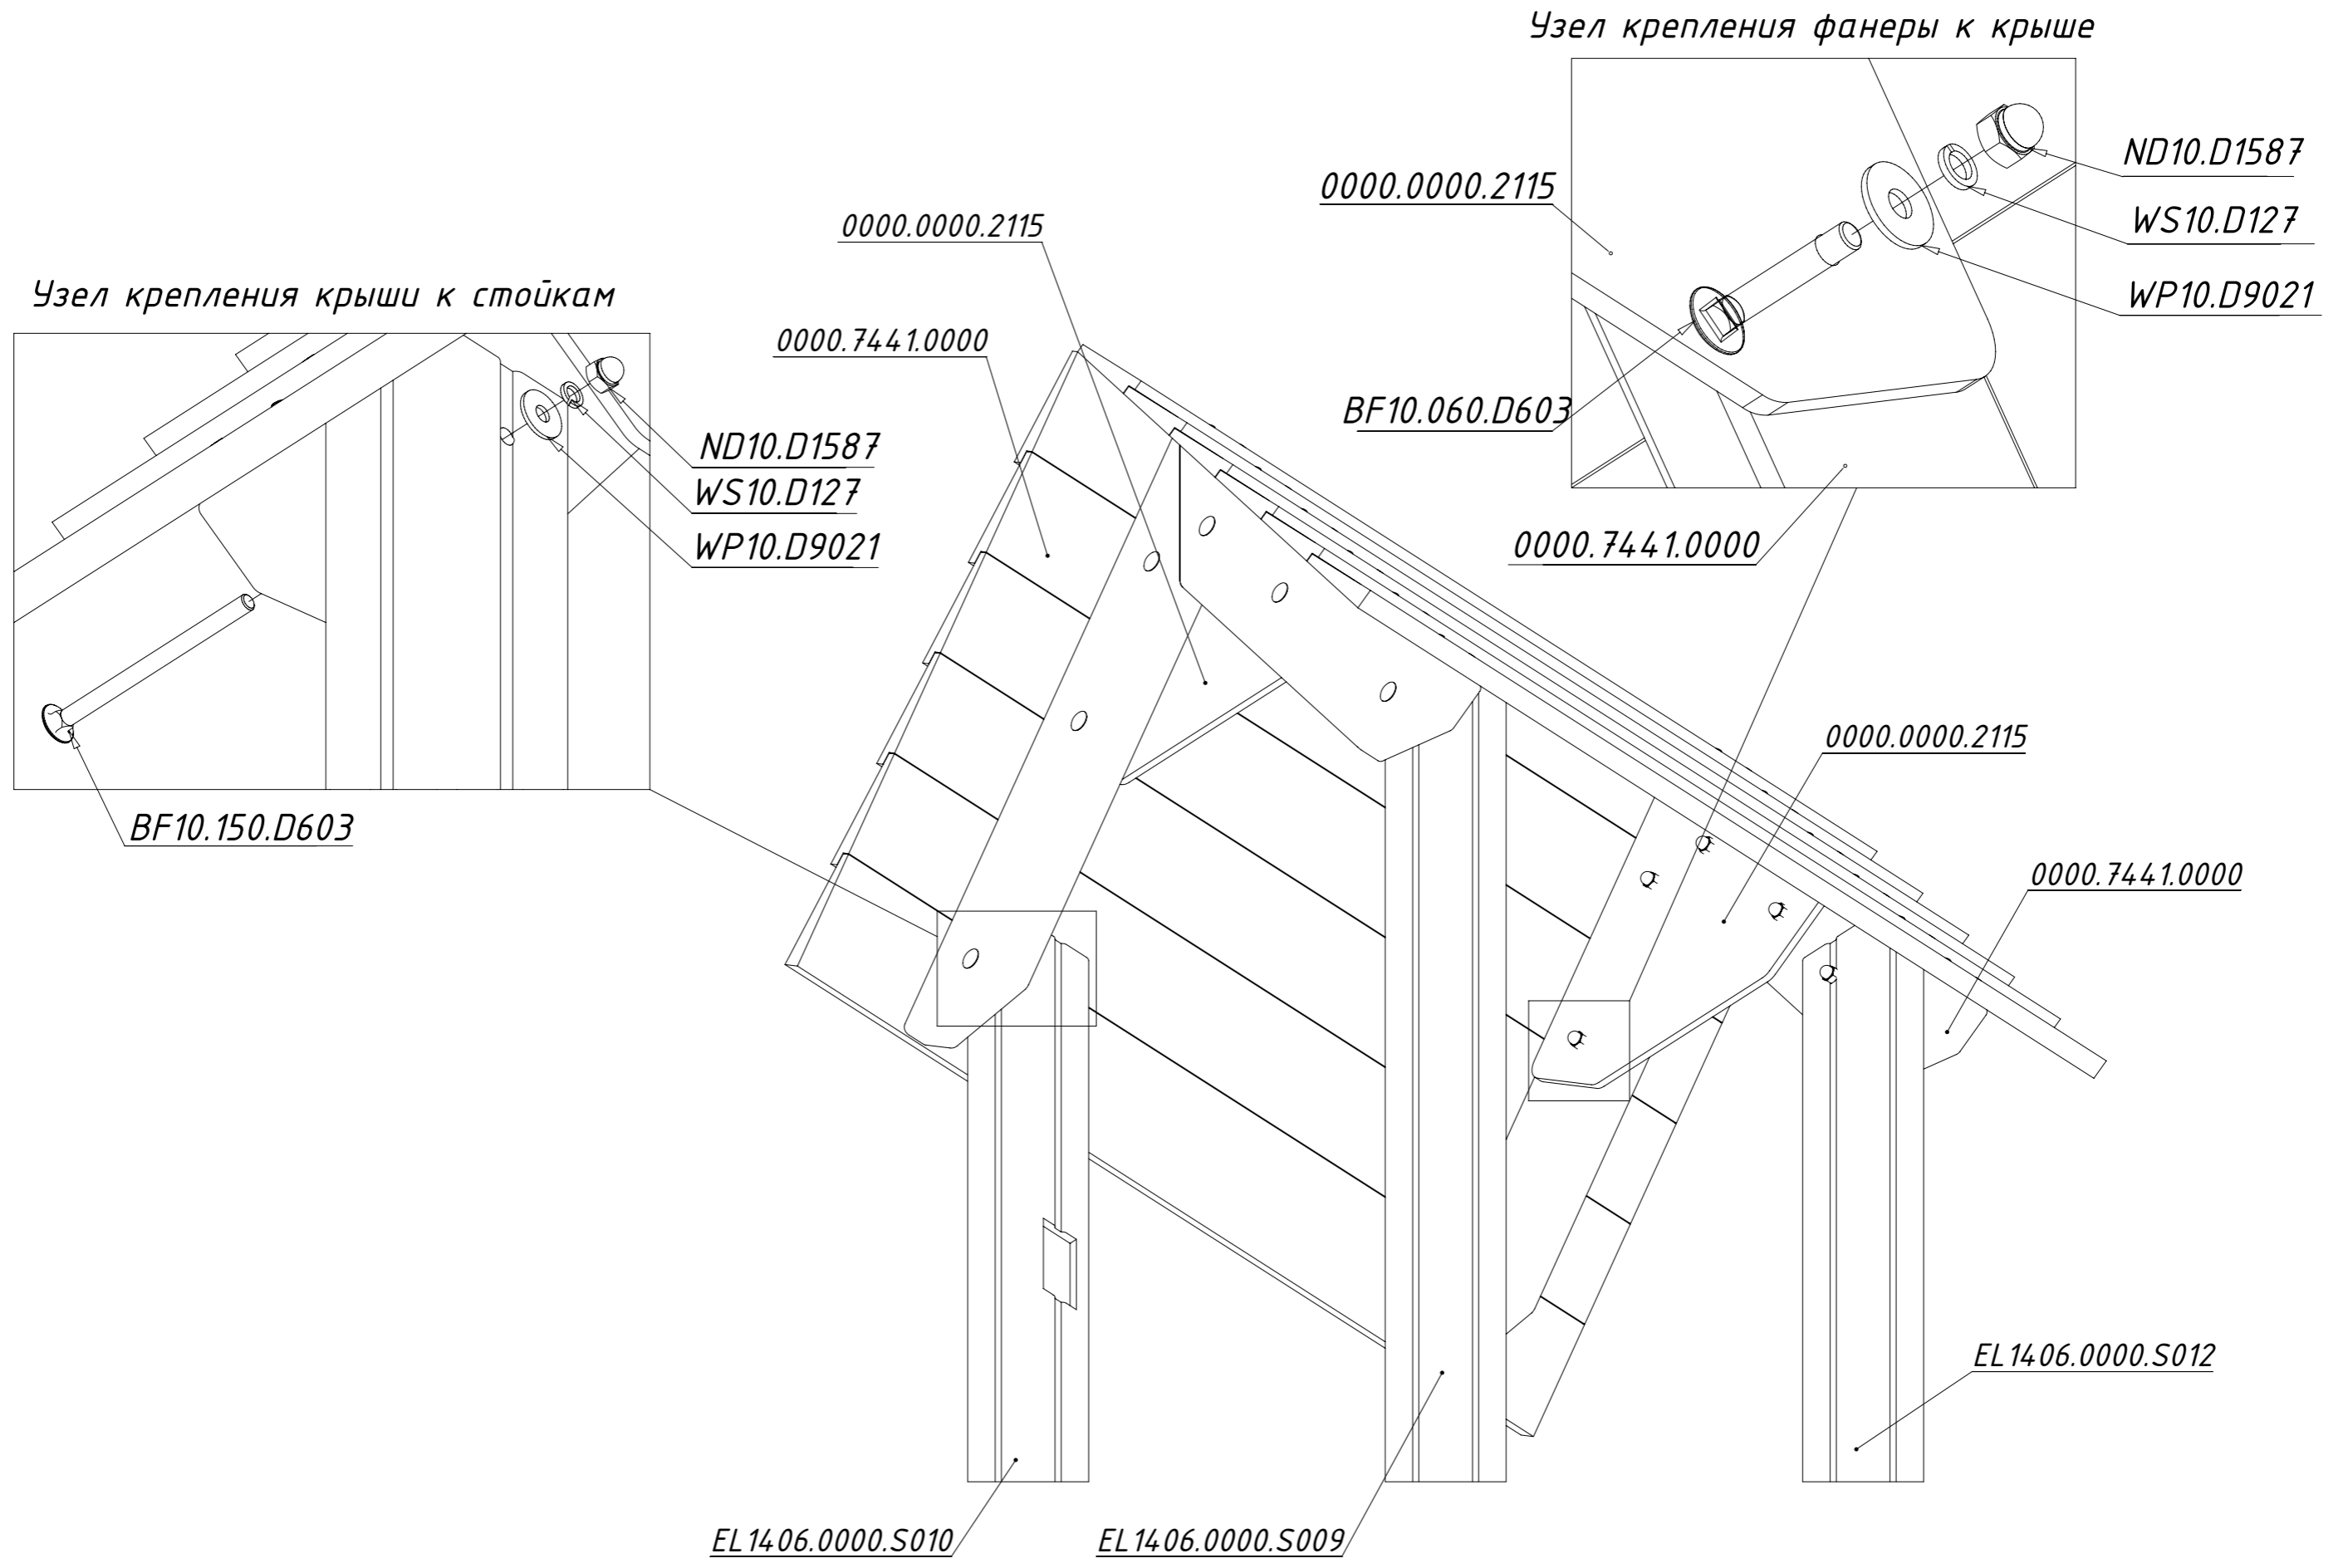 Узел крепления фанеры к крыше
ND10.D1587
0000.0000.2115
WS10.D127
0000.0000.2115
WP10.D9021
Узел крепления крыши к стойкам
0000.7441.0000
BF10.060.D603
ND10.D1587
WS10.D127
WP10.D9021
0000.7441.0000
0000.0000.2115
BF10.150.D603
0000.7441.0000
EL1406.0000.S012
EL1406.0000.S010
EL1406.0000.S009